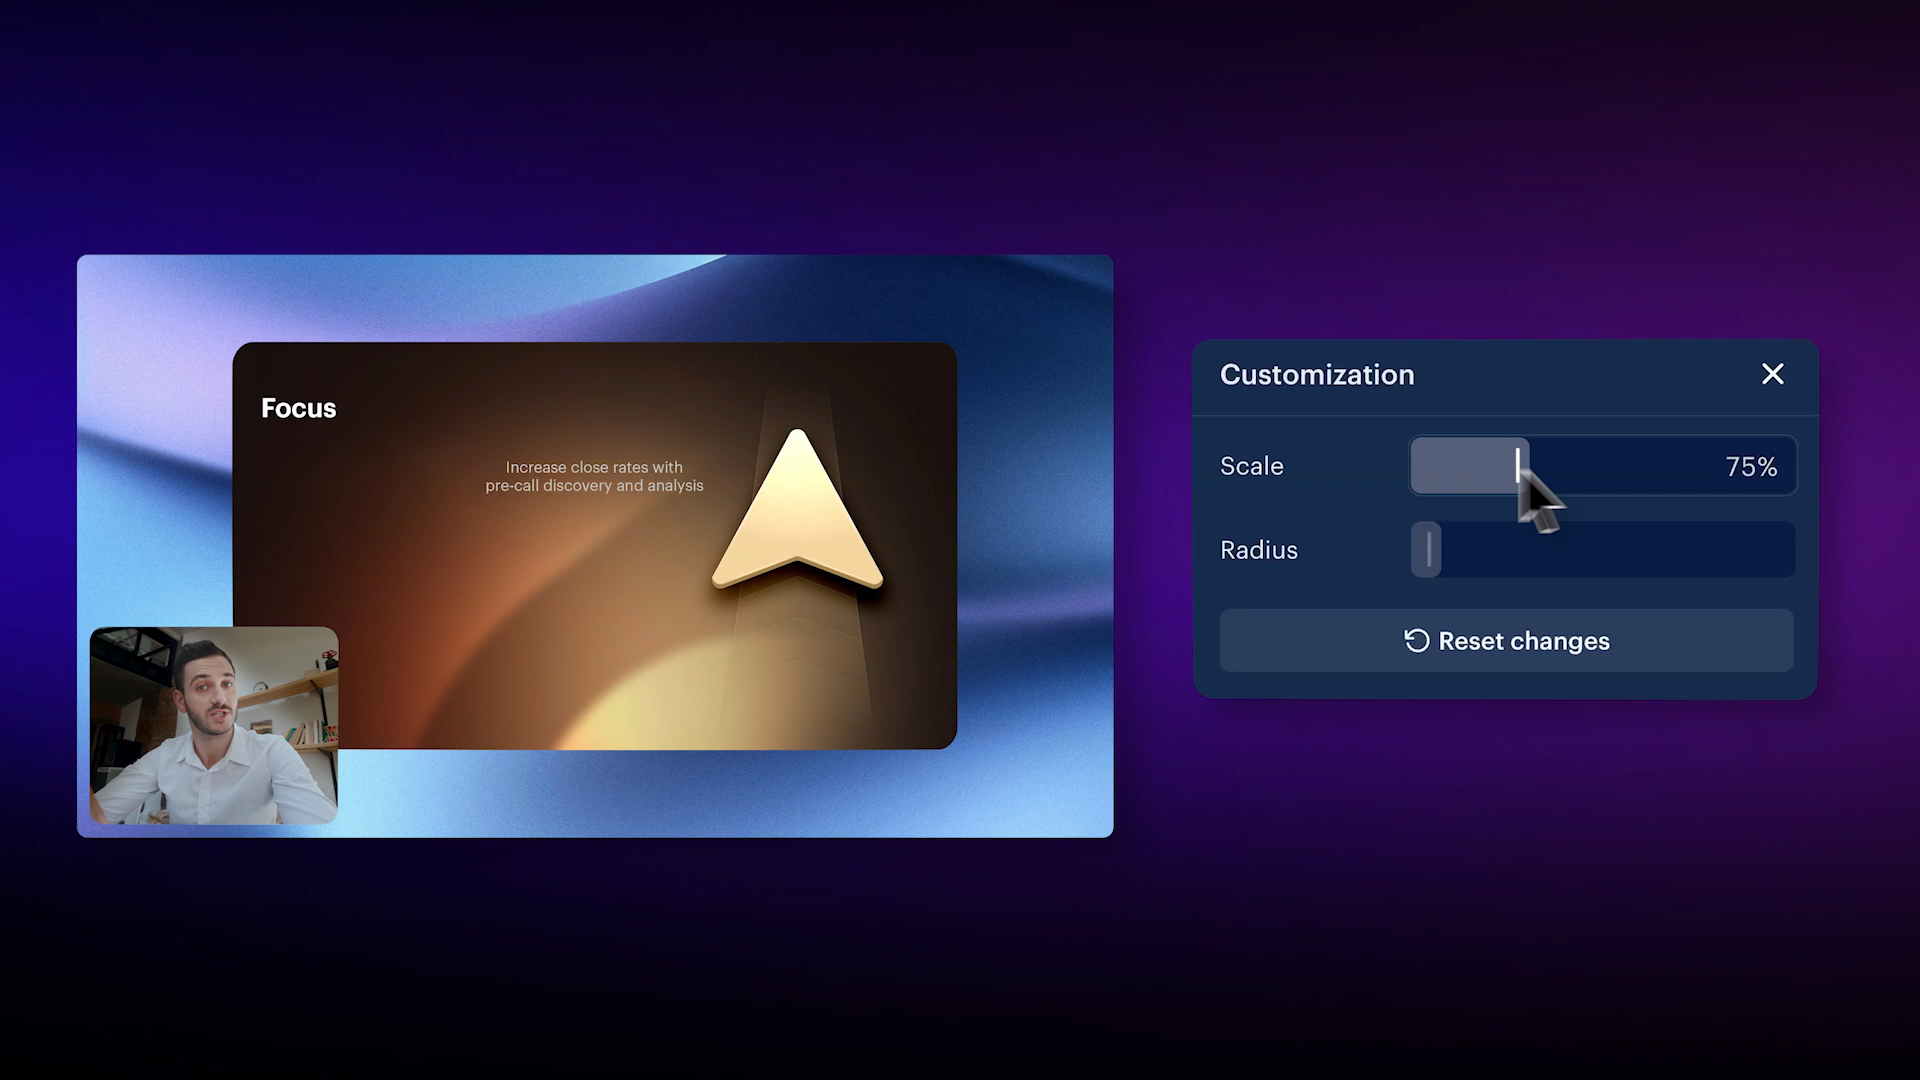 Focus
Increase close rates with
pre-call discovery and analysis
Customization
Scale
75%
Radius
Reset changes